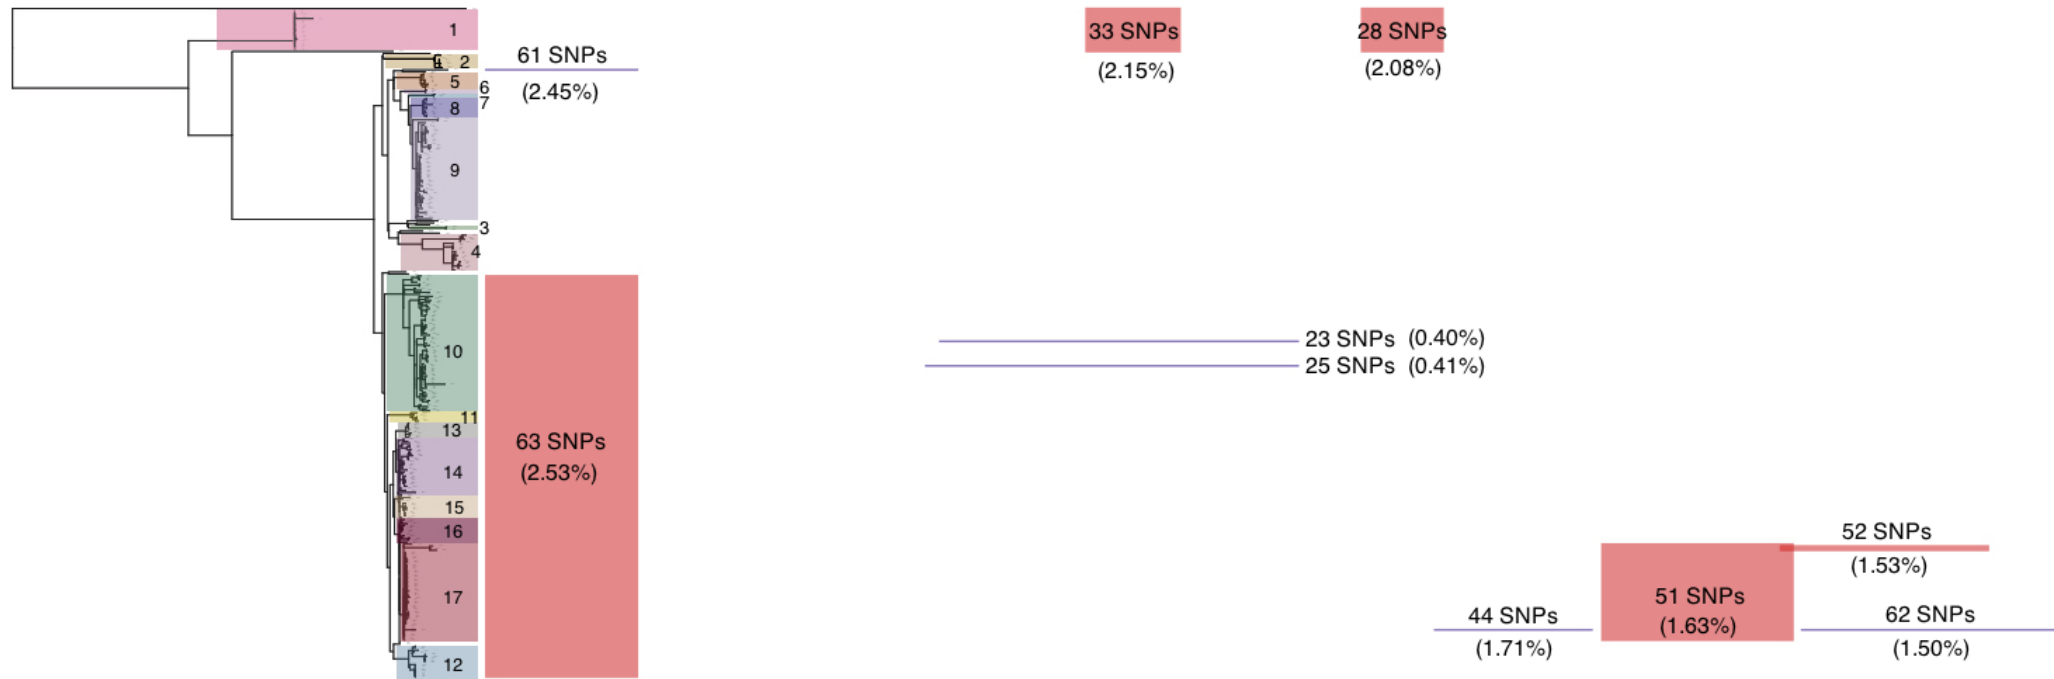 1
33 SNPs
28 SNPs
(2.15%)
(2.08%)
61 SNPs
(2.45%)
2
5
6
7
8
9
3
4
10
23 SNPs (0.40%)
25 SNPs (0.41%)
11
13
63 SNPs
(2.53%)
14
15
16
52 SNPs
(1.53%)
17
51 SNPs
(1.63%)
44 SNPs
(1.71%)
62 SNPs
(1.50%)
12